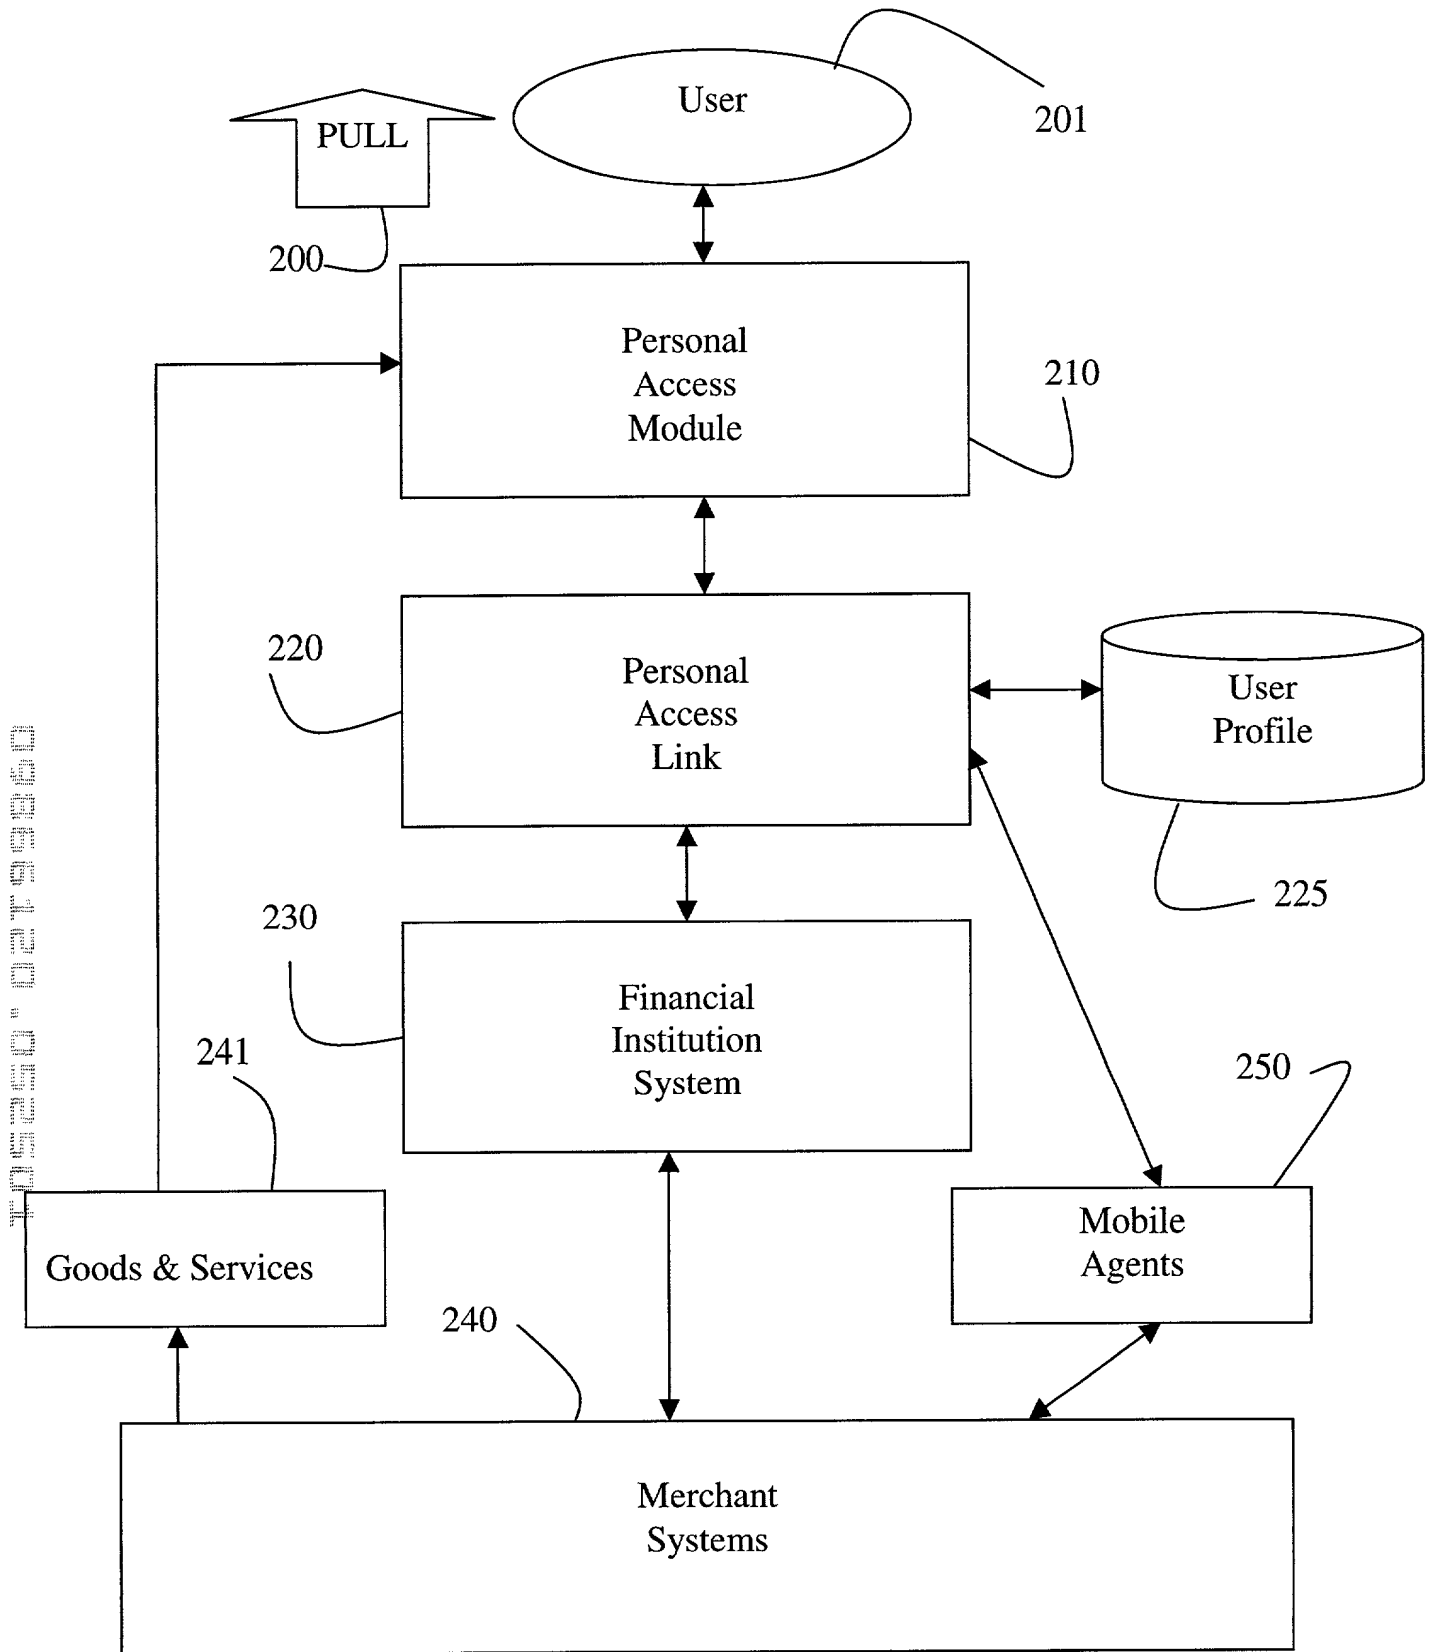 User
201
PULL
200
Personal
Access
Module
210
220
Personal
Access
Link
User
Profile
225
230
Financial
Institution
System
241
250
Goods & Services
Mobile
Agents
240
Merchant
Systems